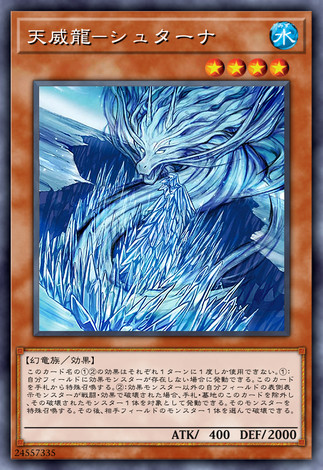 天威龍−シュターナ
水
【幻竜族／効果】
このカード名の①②の効果はそれぞれ１ターンに１度しか使用できない。①：
自分フィールドに効果モンスターが存在しない場合に発動できる。このカード
を手札から特殊召喚する。②：効果モンスター以外の自分フィールドの表側表
示モンスターが戦闘・効果で破壊された場合、手札・墓地のこのカードを除外し、
その破壊されたモンスター１体を対象として発動できる。そのモンスターを
特殊召喚する。その後、相手フィールドのモンスター１体を選んで破壊できる。
ATK/ 400 DEF/2000
24557335